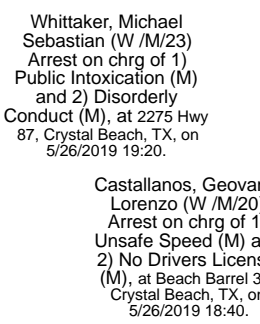 Whittaker, Michael
Sebastian (W /M/23)
Arrest on chrg of 1)
Public Intoxication (M)
and 2) Disorderly
Conduct (M), at 2275 Hwy
87, Crystal Beach, TX, on
5/26/2019 19:20.
Castallanos, Geovan
Lorenzo (W /M/20)
Arrest on chrg of 1
Unsafe Speed (M) a
2) No Drivers Licens
(M), at Beach Barrel 3
Crystal Beach, TX, or
5/26/2019 18:40.